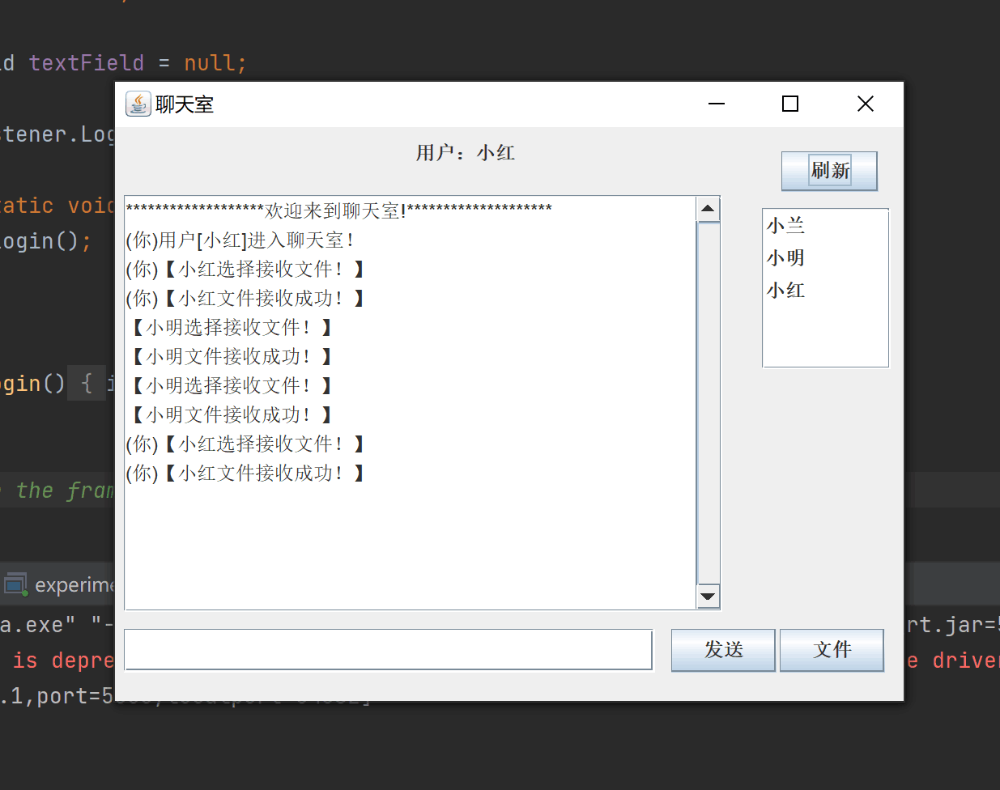 ld textField = null;
聊天室
stener.Log
用户：小红
刷新
tatic void
ogin();
******************* 欢迎来到聊天室!********************
(你)用户[小红]进入聊天室！
(你)【小红选择接收文件！】
(你)【小红文件接收成功！】
【小明选择接收文件！】
【小明文件接收成功！】
【小明选择接收文件！】
【小明文件接收成功！】
(你)【小红选择接收文件！】
(你)【小红文件接收成功！】
小兰
小明
小红
gin() { i
the fram
experime
a.exe" "-
rt.jar=
发送
文件
is depre
e driver
.1,port=5